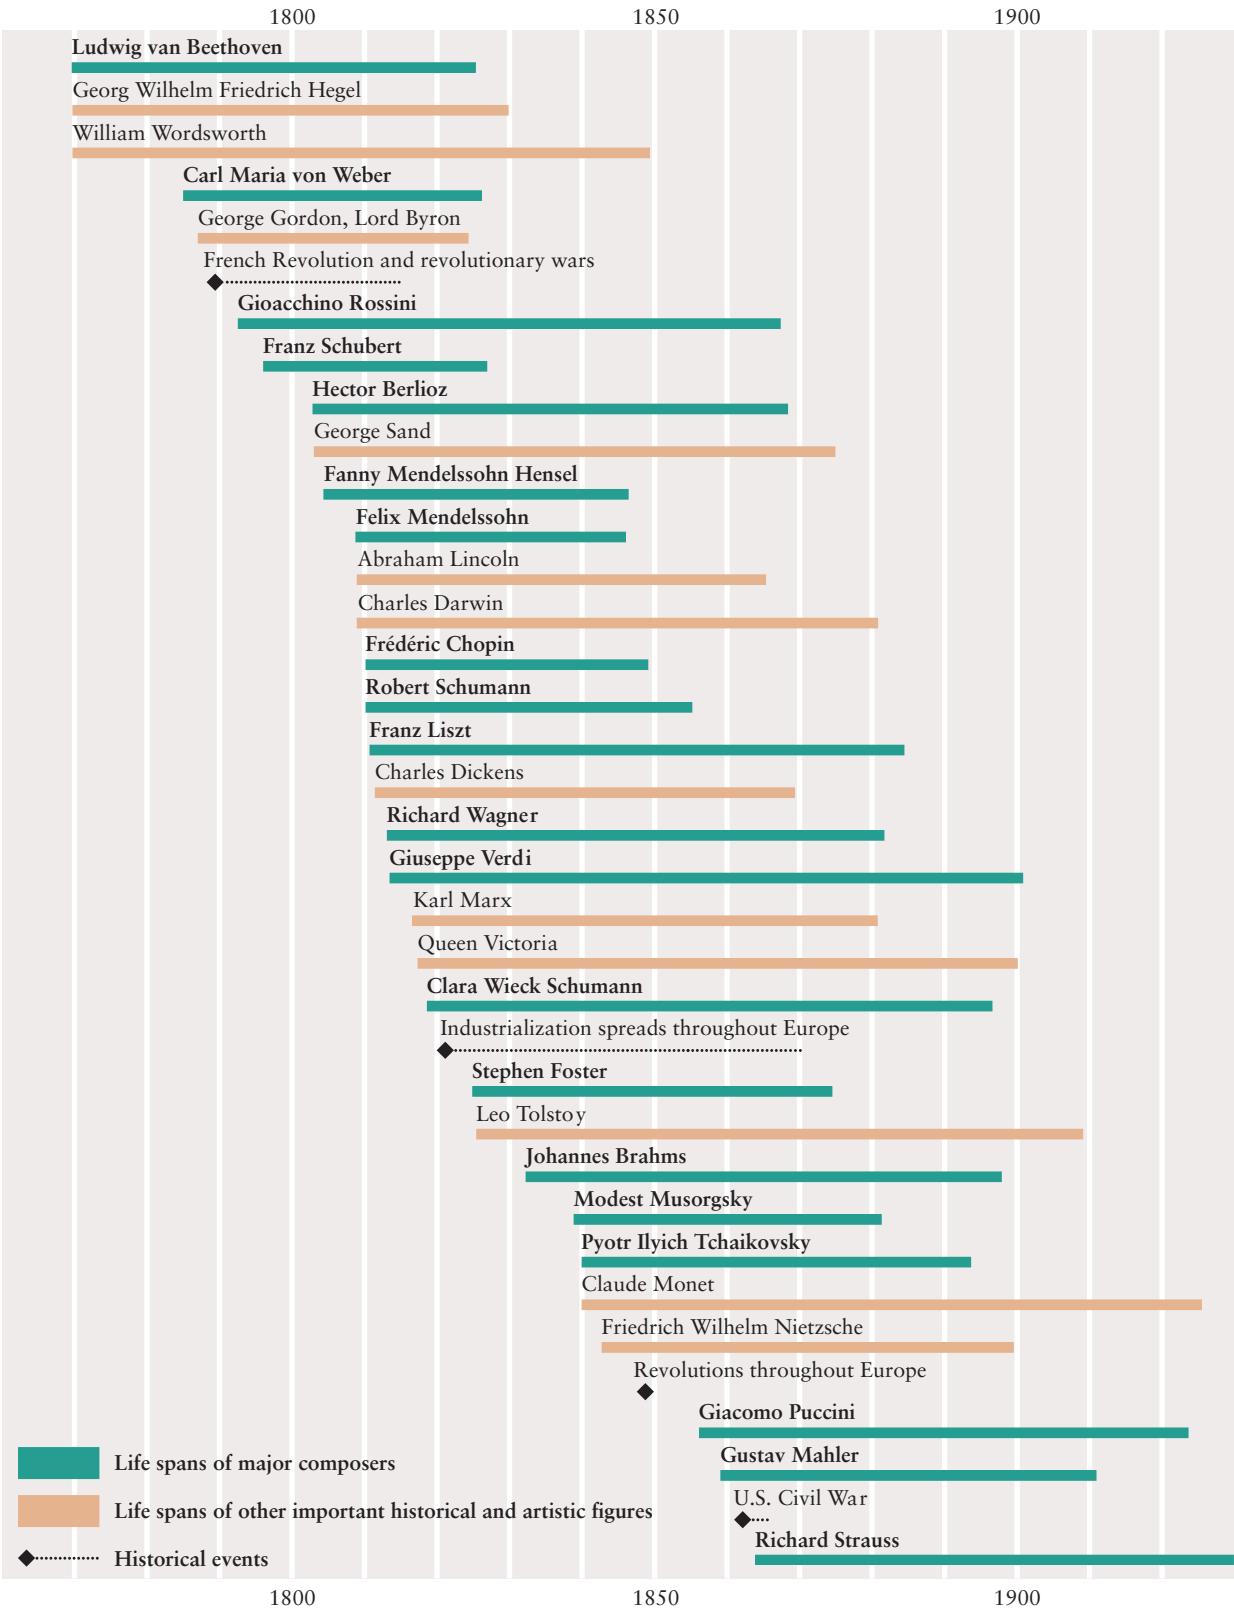 1800 1850 1900
Ludwig van Beethoven
Georg Wilhelm Friedrich Hegel
William Wordsworth
Carl Maria von Weber
George Gordon, Lord Byron
French Revolution and revolutionary wars
Gioacchino Rossini
Franz Schubert
Hector Berlioz
George Sand
Fanny Mendelssohn Hensel
Felix Mendelssohn
Abraham Lincoln
Charles Darwin
Frédéric Chopin
Robert Schumann
Franz Liszt
Charles Dickens
Richard Wagner
Giuseppe Verdi
Karl Marx
Queen Victoria
Clara Wieck Schumann
Industrialization spreads throughout Europe
Stephen Foster
Leo Tolstoy
Johannes Brahms
Modest Musorgsky
Pyotr Ilyich Tchaikovsky
Claude Monet
Friedrich Wilhelm Nietzsche
Revolutions throughout Europe
Giacomo Puccini
Gustav Mahler
U.S. Civil War
Richard Strauss
Life spans of major composers
Life spans of other important historical and artistic figures
Historical events
1800 1850 1900